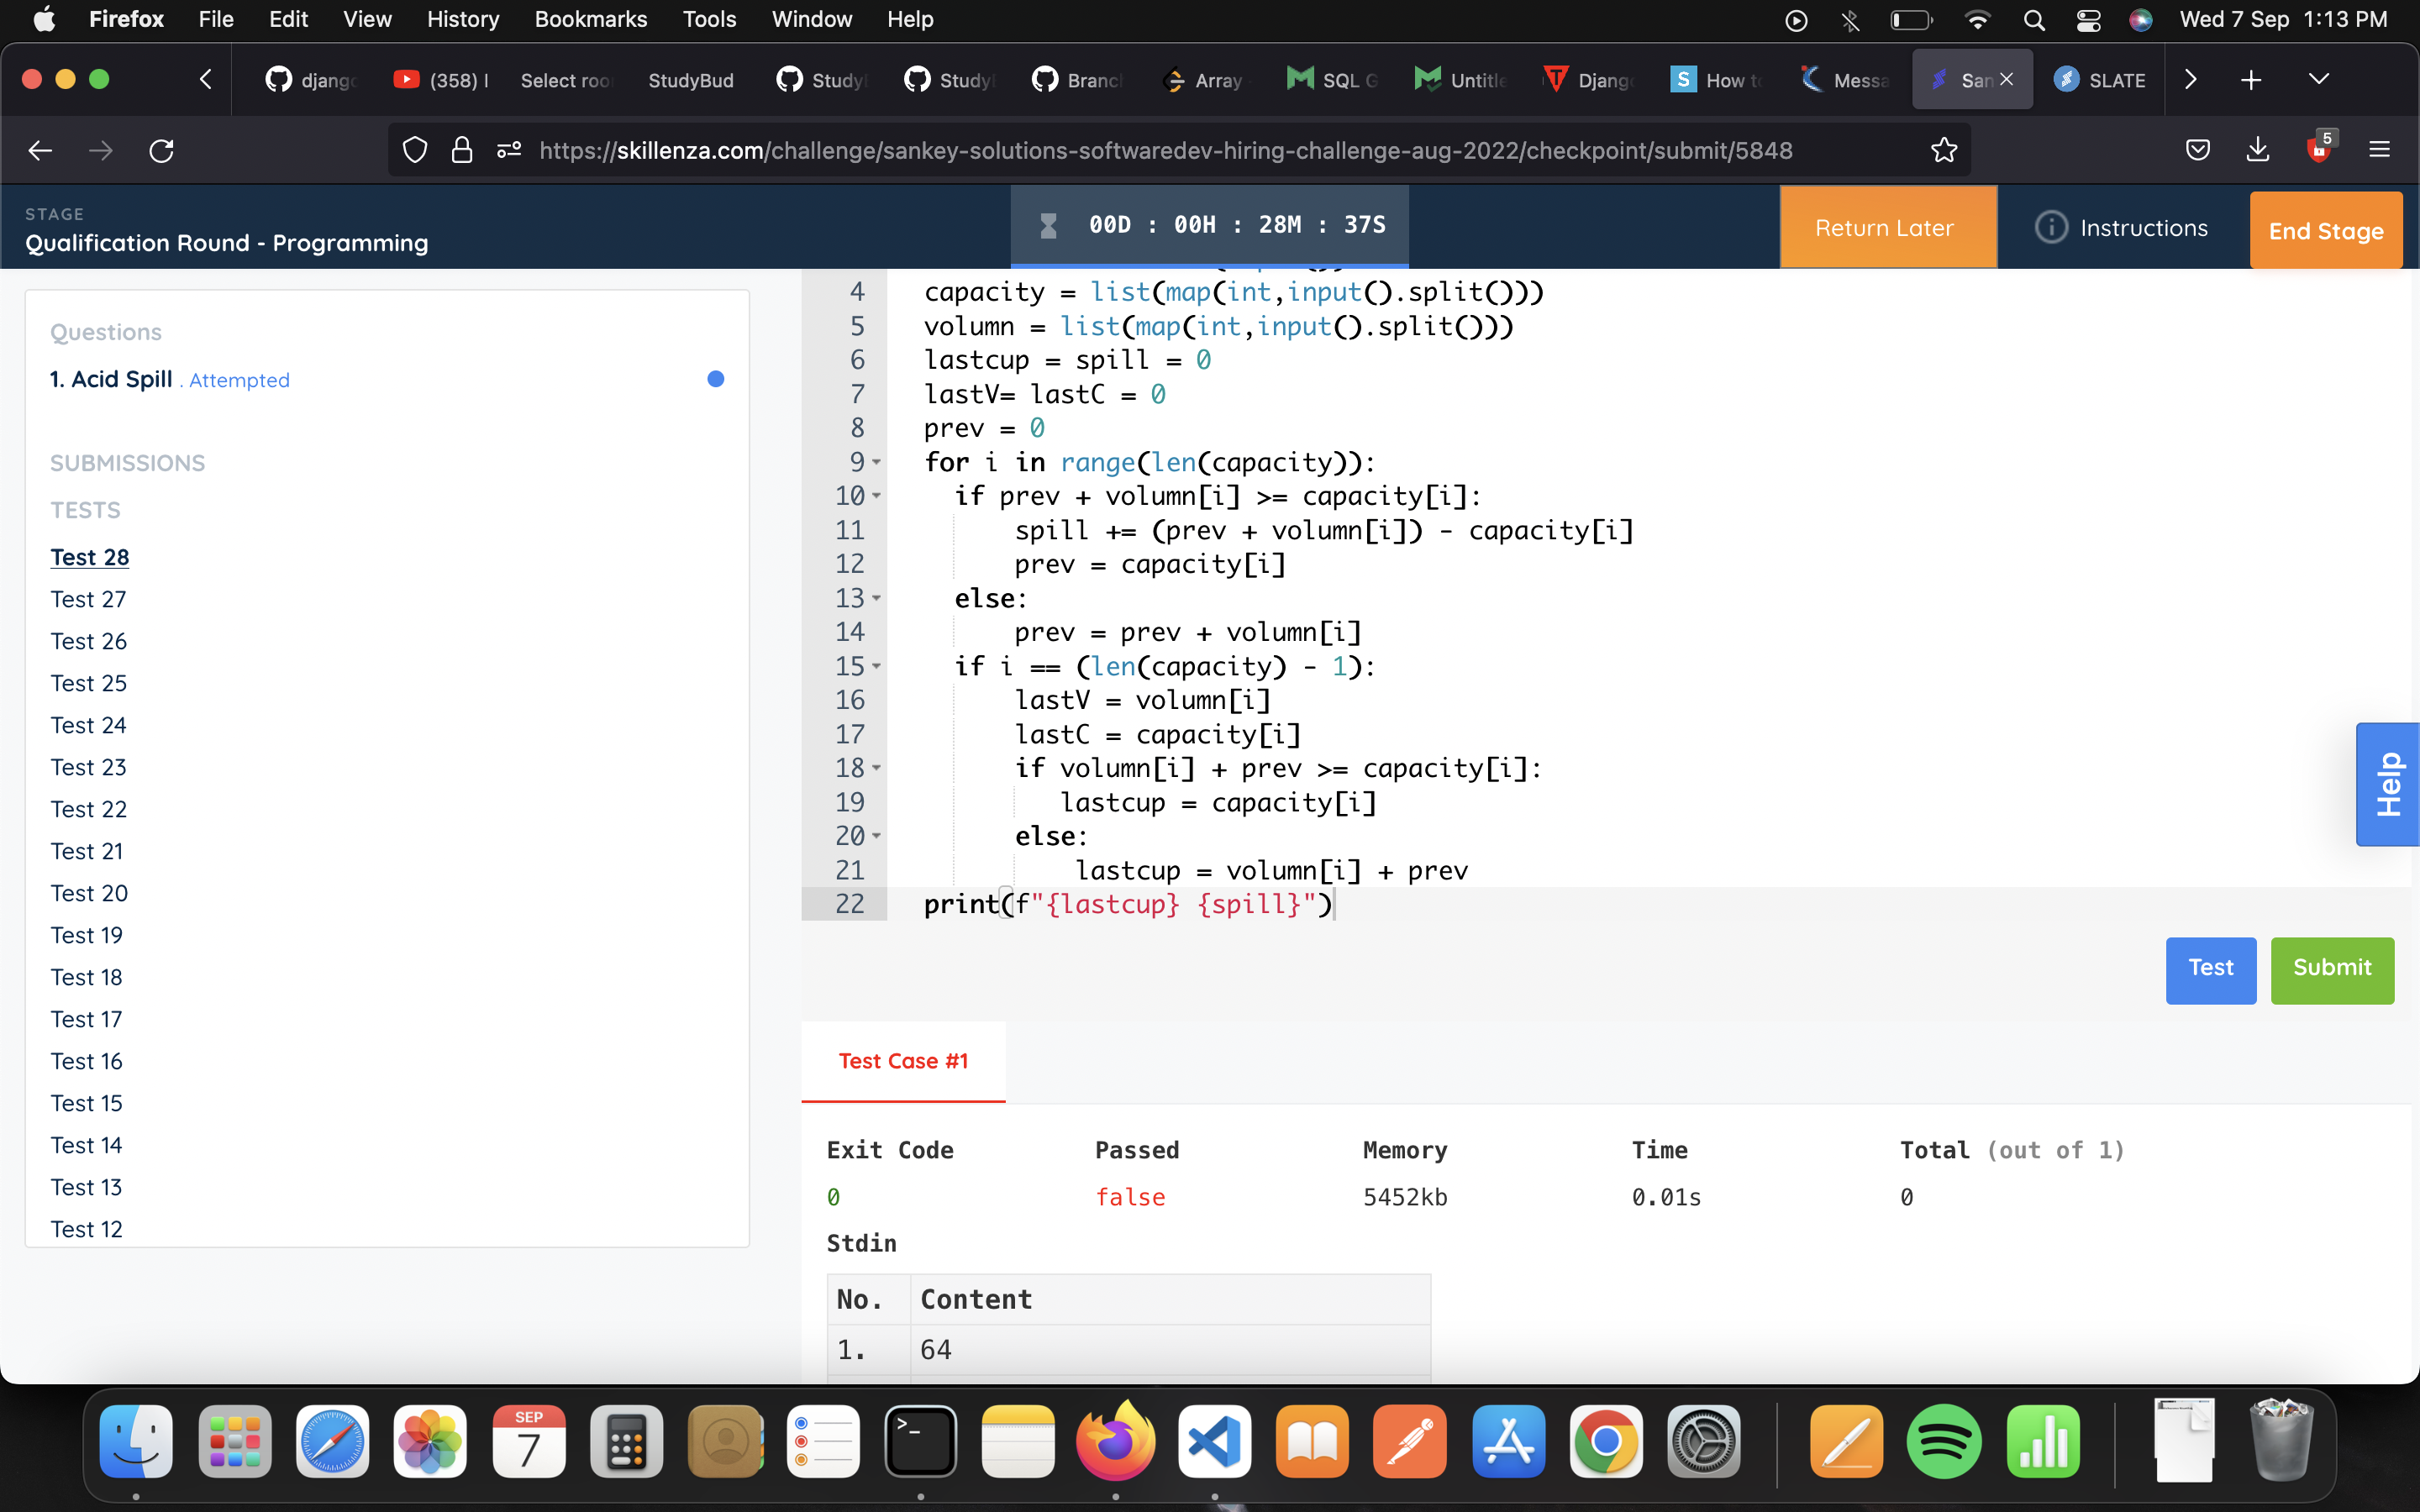 Firefox File Edit View History Bookmarks Tools Window Help Wed 7 Sep 1:13 PM
django (358) Select roo StudyBud Study Study Branch Array SQL G Untitle Django How to Messa San SLATE
5
https://skillenza.com/challenge/sankey-solutions-softwaredev-hiring-challenge-aug-2022/checkpoint/submit/5848
STAGE
Qualification Round - Programming
00D : 00H : 28M : 37S
Return Later
Instructions
End Stage
Questions
1. Acid Spill . Attempted
SUBMISSIONS
TESTS
Test 28
Test 27
Test 26
Test 25
Test 24
Test 23
Test 22
Test 21
Test 20
Test 19
Test 18
Test 17
Test 16
Test 15
Test 14
Test 13
Test 12
4 capacity = list(map(int,input().split()))
5 volumn = list(map(int,input().split()))
6 lastcup = spill = 0
7 lastV= lastC = 0
8 prev = 0
9 for i in range(len(capacity)):
10 if prev + volumn[i] >= capacity[i]:
11 spill += (prev + volumn[i]) - capacity[i]
12 prev = capacity[i]
13 else:
14 prev = prev + volumn[i]
15 if i == (len(capacity) - 1):
16 lastV = volumn[i]
17 lastC = capacity[i]
18 if volumn[i] + prev >= capacity[i]:
19 lastcup = capacity[i]
20 else:
21 lastcup = volumn[i] + prev
22 print(f"{lastcup} {spill}")
Help
Test
Submit
Test Case #1
Exit Code Passed Memory Time Total (out of 1)
0 false 5452kb 0.01s 0
Stdin
No. Content
1. 64
SEP
7